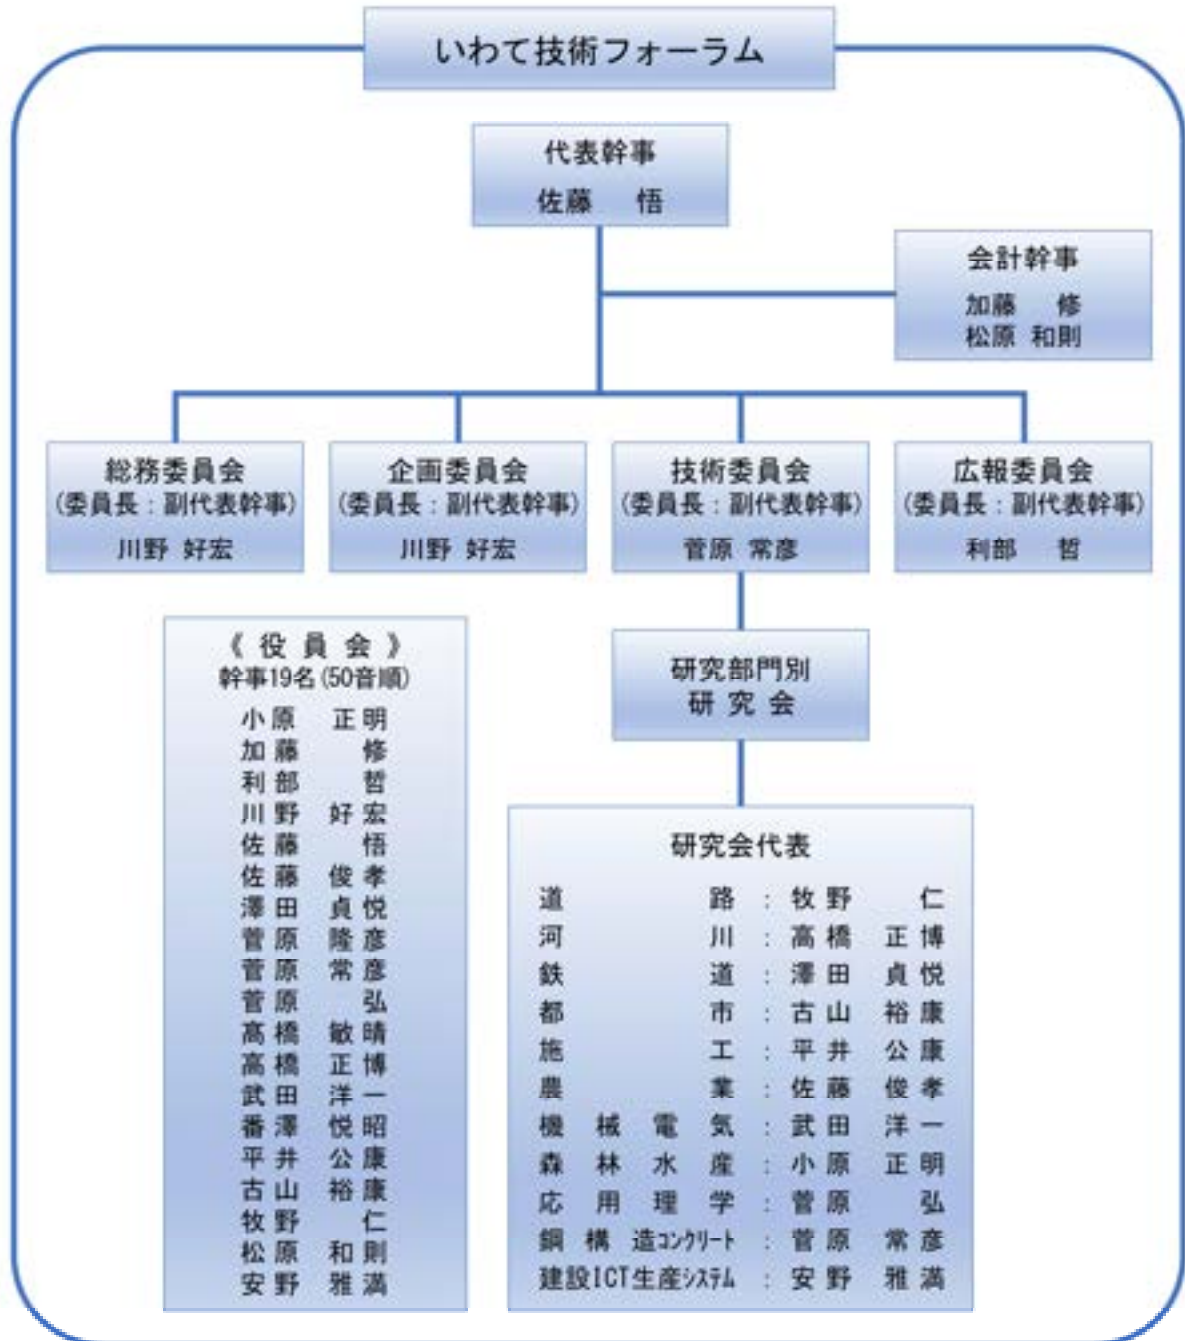 いわて技術フォーラム
代表幹事
佐藤 悟
会計幹事
加藤 修
松原 和則
総務委員会
(委員長:副代表幹事)
川野 好宏
企画委員会
(委員長:副代表幹事)
川野 好宏
技術委員会
(委員長:副代表幹事)
菅原 常彦
広報委員会
(委員長:副代表幹事)
利部 哲
《役員会》
幹事19名(50音順)
小原 正明
加藤 修
利部 哲
川野 好宏
佐藤 悟
佐藤 俊孝
澤田 貞悦
菅原 隆彦
菅原 常彦
菅原 弘
髙橋 敏晴
高橋 正博
武田 洋一
番澤 悦昭
平井 公康
古山 裕康
牧野 仁
松原 和則
安野 雅満
研究部門別
研究会
研究会代表
道路:牧野 仁
河川:高橋 正博
鉄道:澤田 貞悦
都市:古山 裕康
施工:平井 公康
農業:佐藤 俊孝
機械電気:武田 洋一
森林水産:小原 正明
応用理学:菅原 弘
鋼構造コンクリート:菅原 常彦
建設ICT生産システム:安野 雅満